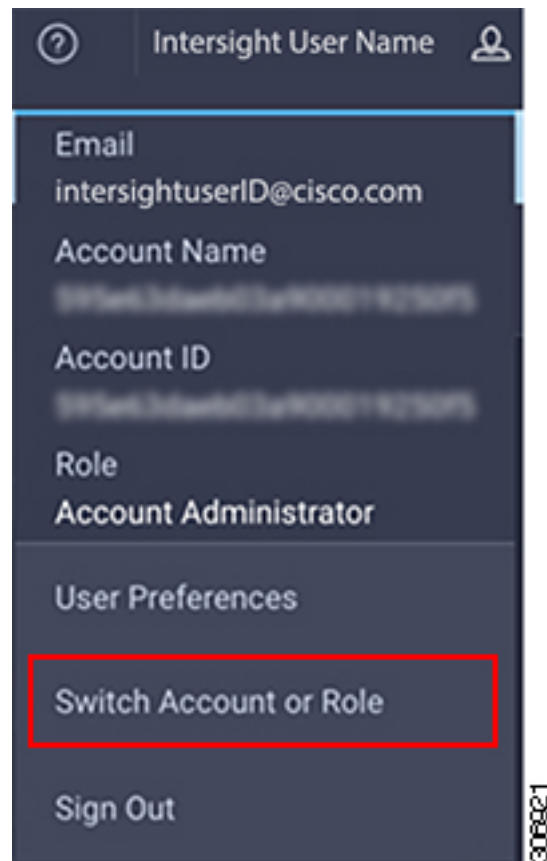 Intersight User Name
Email
intersightuserID@cisco.com
Account Name
Account ID
Role
Account Administrator
User Preferences
Switch Account or Role
Sign Out
306921